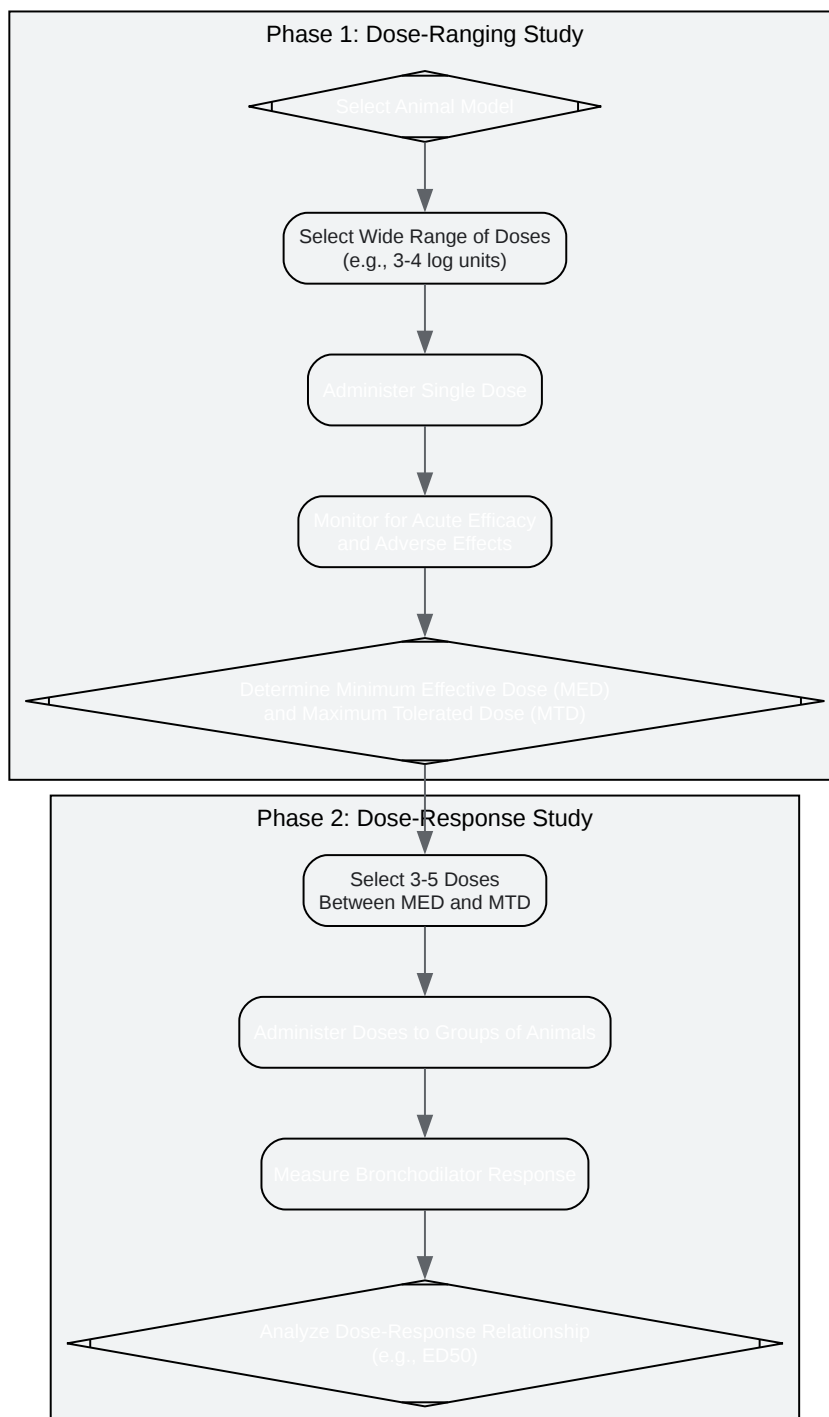 Phase 1: Dose-Ranging Study
Select Animal Model
Select Wide Range of Doses
(e.g., 3-4 log units)
Administer Single Dose
Monitor for Acute Efficacy
and Adverse Effects
Determine Minimum Effective Dose (MED)
and Maximum Tolerated Dose (MTD)
Phase 2: Dose-Response Study
Select 3-5 Doses
Between MED and MTD
Administer Doses to Groups of Animals
Measure Bronchodilator Response
Analyze Dose-Response Relationship
(e.g., ED50)